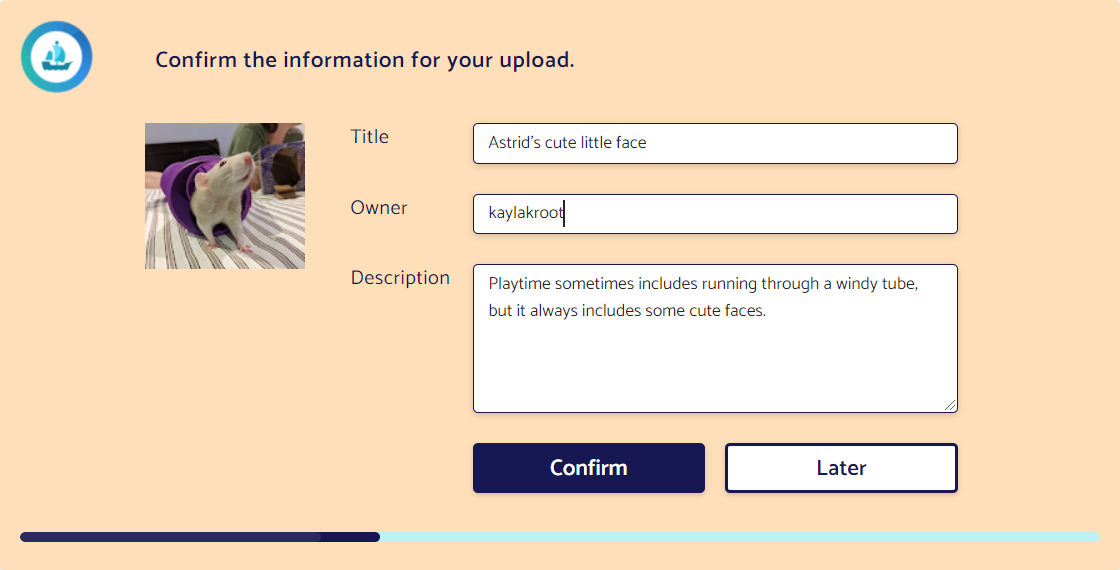 Confirm the information for your upload.
Title
Astrid's cute little face
Owner
kaylakroot
Description
Playtime sometimes includes running through a windy tube,
but it always includes some cute faces.
Confirm
Later